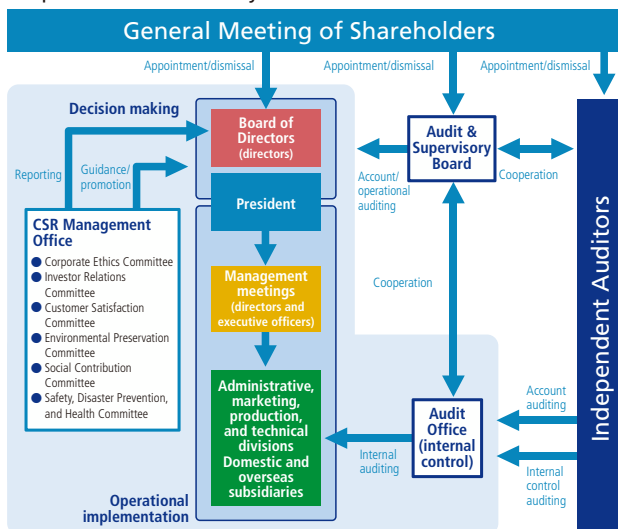 General Meeting of Shareholders
Appointment/dismissal
Appointment/dismissal
Appointment/dismissal
Decision making
Board of
Directors
(directors)
Audit &
Supervisory
Board
Reporting
Guidance/
promotion
Account/
operational
auditing
Cooperation
President
CSR Management
Office
● Corporate Ethics Committee
● Investor Relations
Committee
● Customer Satisfaction
Committee
● Environmental Preservation
Committee
● Social Contribution
Committee
● Safety, Disaster Prevention,
and Health Committee
Management
meetings
(directors and
executive officers)
Cooperation
Independent Auditors
Administrative,
marketing,
production,
and technical
divisions
Domestic and
overseas
subsidiaries
Internal
auditing
Audit
Office
(internal
control)
Account
auditing
Internal
control
auditing
Operational
implementation